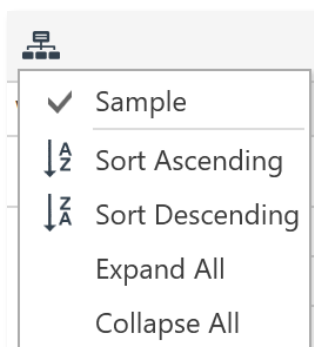 Sample
A
Z
Sort Ascending
Z
A
Sort Descending
Expand All
Collapse All